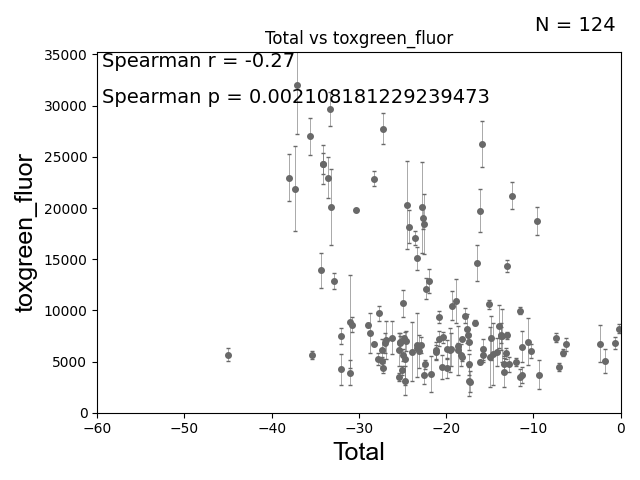 N = 124
Total vs toxgreen_fluor
Spearman r = -0.27
Spearman p = 0.002108181229239473
toxgreen_fluor
35000
30000
25000
20000
15000
10000
5000
0
−60
−50
−40
−30
−20
−10
0
Total